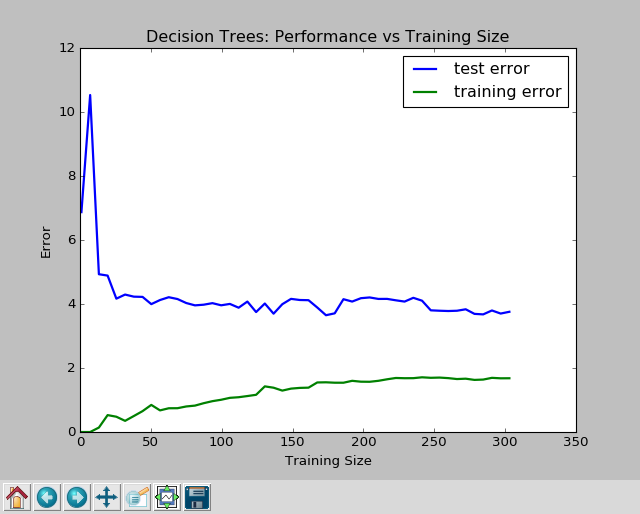 Decision Trees: Performance vs Training Size
test error
training error
Error
12
10
8
6
4
2
0
0 50 100 150 200 250 300 350
Training Size